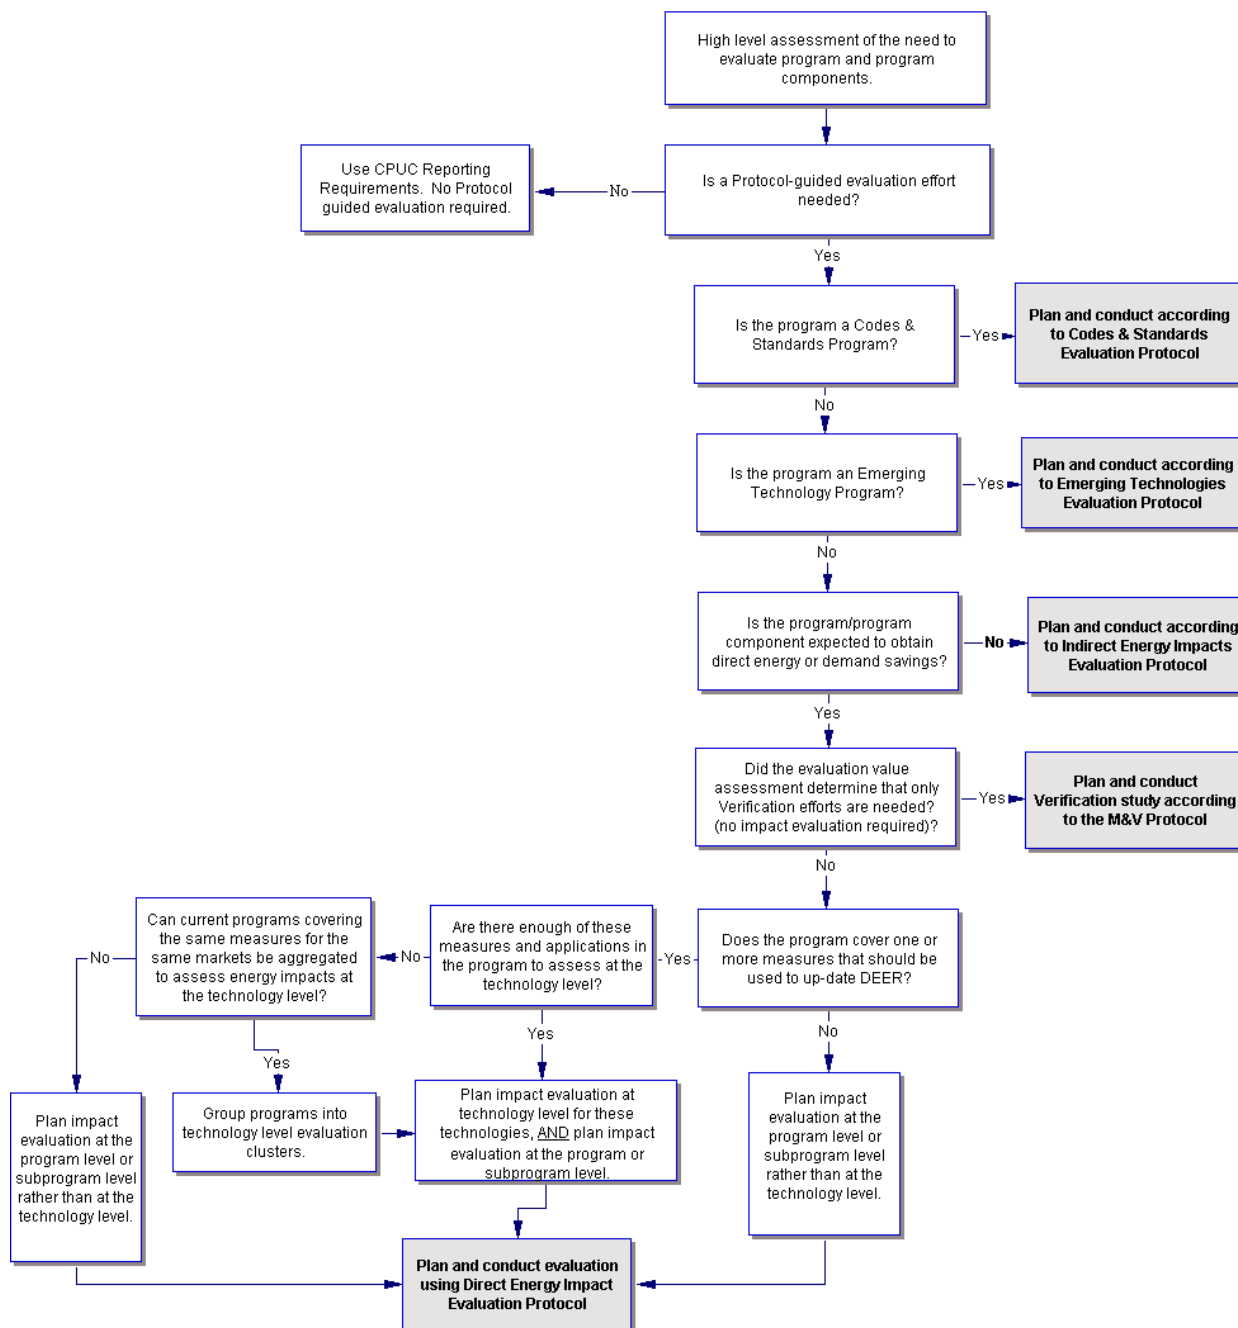 High level assessment of the need to
evaluate program and program
components.
Use CPUC Reporting
Requirements. No Protocol
guided evaluation required.
No
Is a Protocol-guided evaluation effort
needed?
Yes
Is the program a Codes &
Standards Program?
Yes
Plan and conduct according
to Codes & Standards
Evaluation Protocol
No
Is the program an Emerging
Technology Program?
Yes
Plan and conduct according
to Emerging Technologies
Evaluation Protocol
No
Is the program/program
component expected to obtain
direct energy or demand savings?
No
Plan and conduct according
to Indirect Energy Impacts
Evaluation Protocol
Yes
Did the evaluation value
assessment determine that only
Verification efforts are needed?
(no impact evaluation required)?
Yes
Plan and conduct
Verification study according
to the M&V Protocol
No
Can current programs covering
the same measures for the
same markets be aggregated
to assess energy impacts at
the technology level?
No
Are there enough of these
measures and applications in
the program to assess at the
technology level?
Yes
Does the program cover one or
more measures that should be
used to up-date DEER?
No
Yes
Yes
No
Plan impact
evaluation at the
program level or
subprogram level
rather than at the
technology level.
Group programs into
technology level evaluation
clusters.
Plan impact evaluation at
technology level for these
technologies, AND plan impact
evaluation at the program or
subprogram level.
Plan impact
evaluation at the
program level or
subprogram level
rather than at the
technology level.
Plan and conduct evaluation
using Direct Energy Impact
Evaluation Protocol